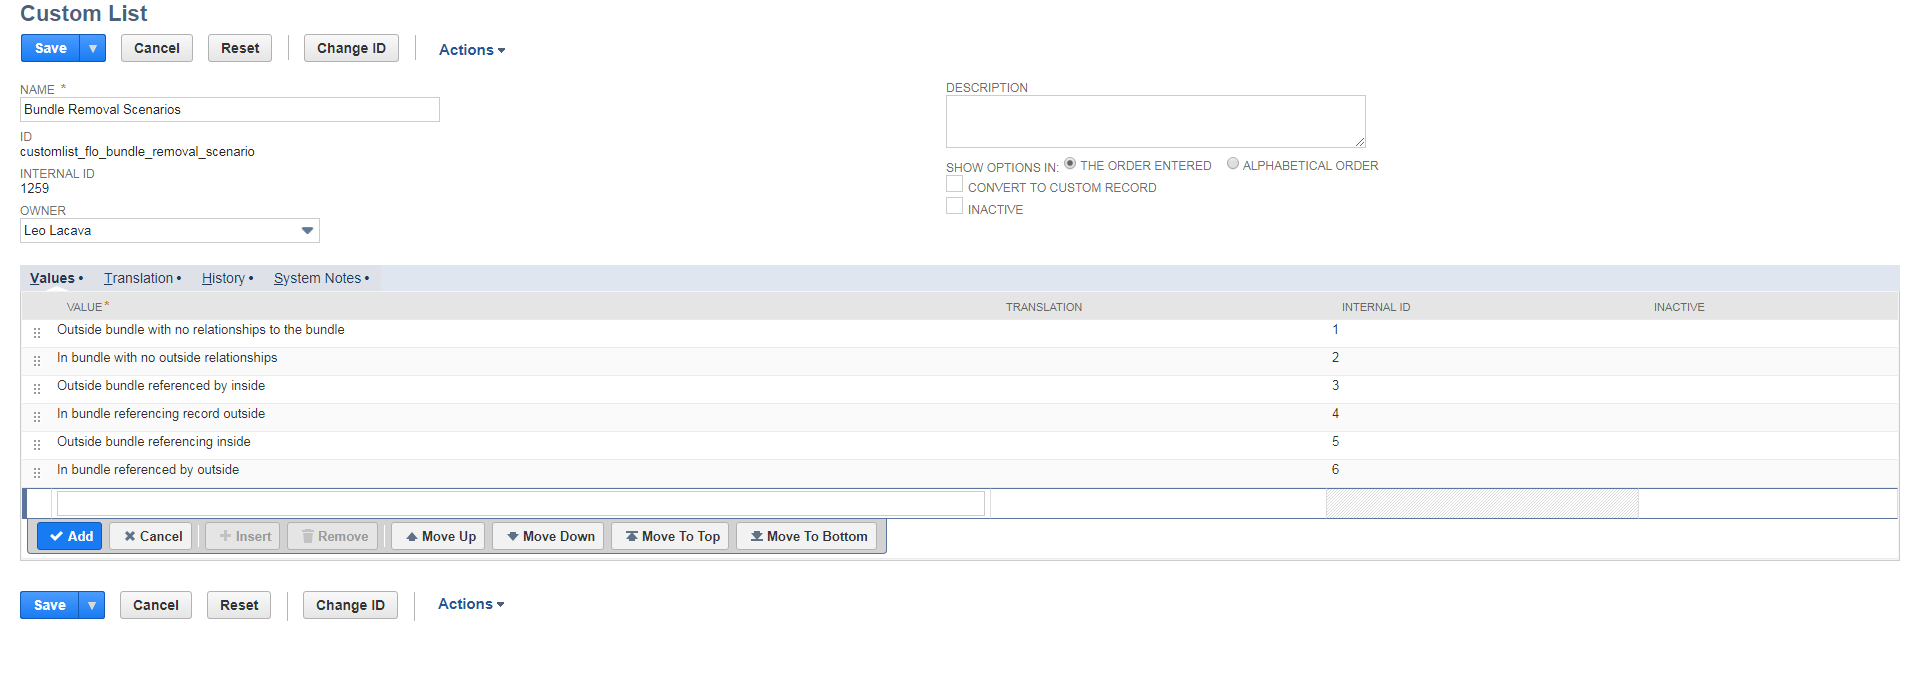 Custom List
Save Cancel Reset Change ID Actions
NAME *
Bundle Removal Scenarios
ID
customlist_flo_bundle_removal_scenario
INTERNAL ID
1259
OWNER
Leo Lacava
DESCRIPTION
SHOW OPTIONS IN: THE ORDER ENTERED ALPHABETICAL ORDER
CONVERT TO CUSTOM RECORD
INACTIVE
Values • Translation • History • System Notes •
VALUE * TRANSLATION INTERNAL ID INACTIVE
Outside bundle with no relationships to the bundle 1
In bundle with no outside relationships 2
Outside bundle referenced by inside 3
In bundle referencing record outside 4
Outside bundle referencing inside 5
In bundle referenced by outside 6
Add Cancel Insert Remove Move Up Move Down Move To Top Move To Bottom
Save Cancel Reset Change ID Actions